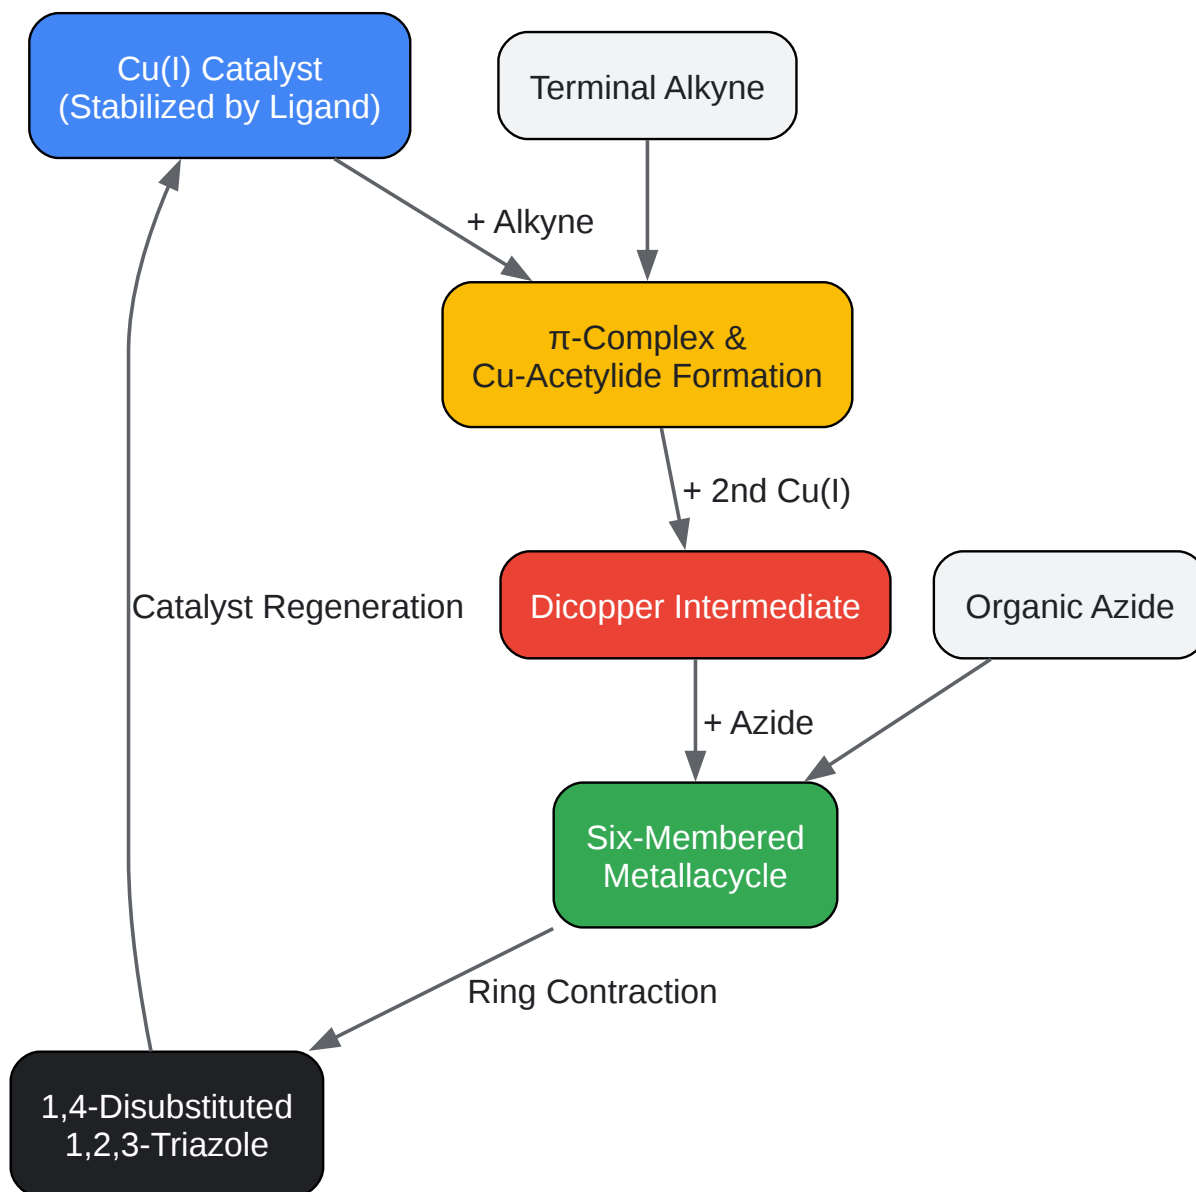 Cu(I) Catalyst
(Stabilized by Ligand)
Terminal Alkyne
+ Alkyne
π-Complex &
Cu-Acetylide Formation
+ 2nd Cu(I)
Dicopper Intermediate
Organic Azide
Catalyst Regeneration
+ Azide
Six-Membered
Metallacycle
Ring Contraction
1,4-Disubstituted
1,2,3-Triazole